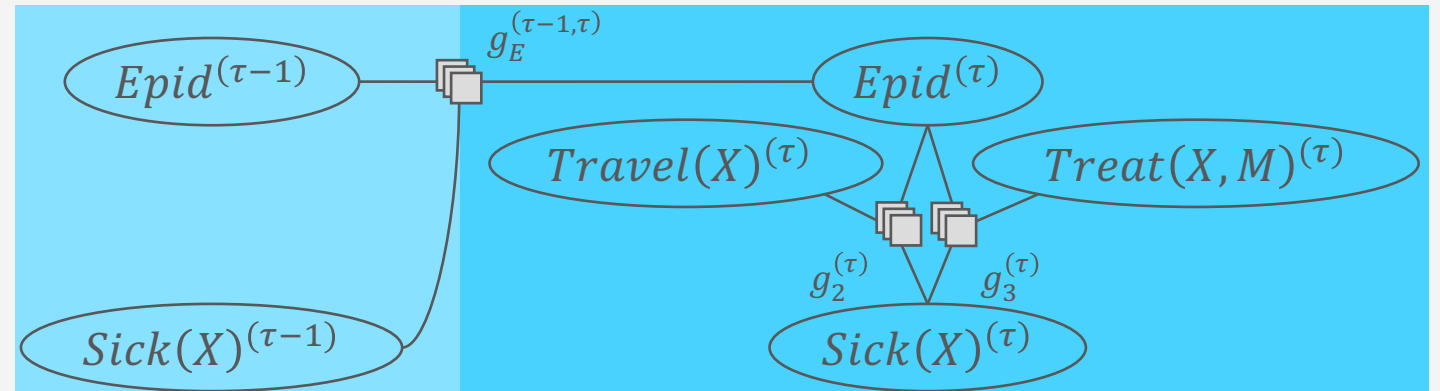 g_E^{(τ−1,τ)}
Epid^{(τ−1)}
Epid^{(τ)}
Travel(X)^{(τ)}
Treat(X, M)^{(τ)}
g_2^{(τ)}
g_3^{(τ)}
Sick(X)^{(τ−1)}
Sick(X)^{(τ)}